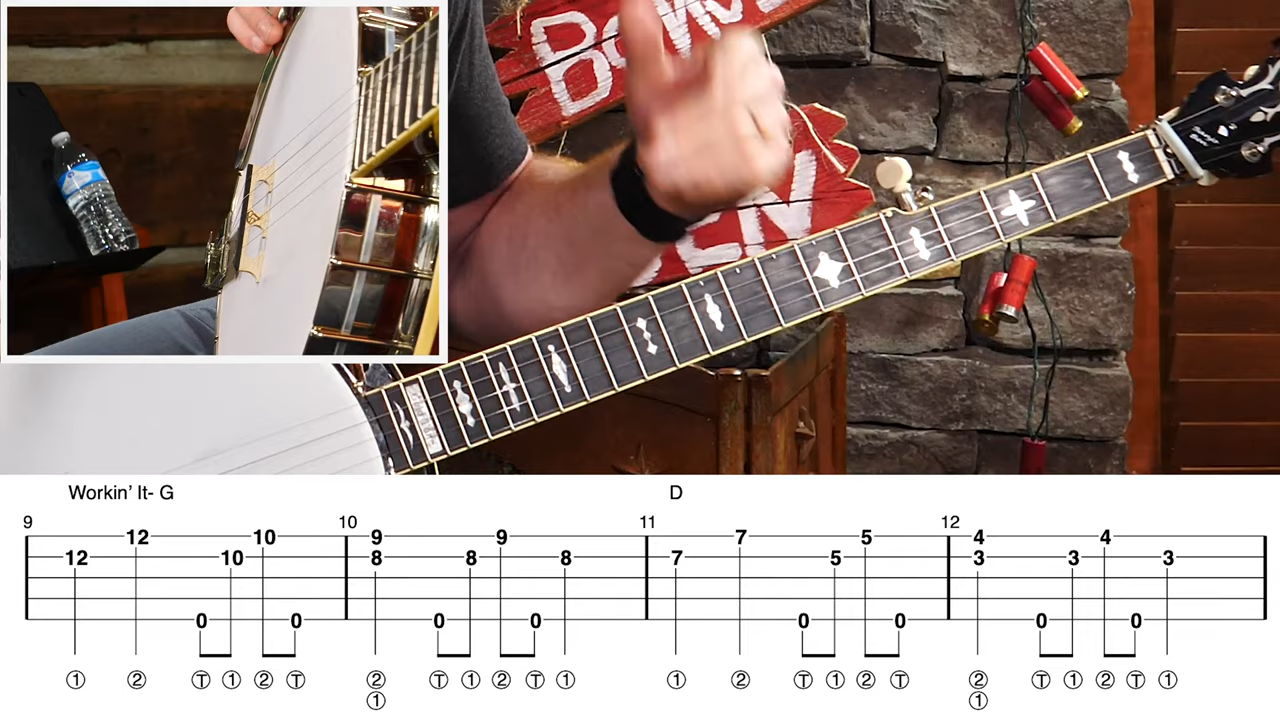 Workin' It- G D
9 10 11 12
12 10 9 9 7 5 4 4
12 10 8 8 8 7 5 3 3 3
0 0 0 0 0 0 0 0
1 2 T 1 2 T 2 T 1 2 T 1 1 2 T 1 2 T 2 T 1 2 T 1
1 1